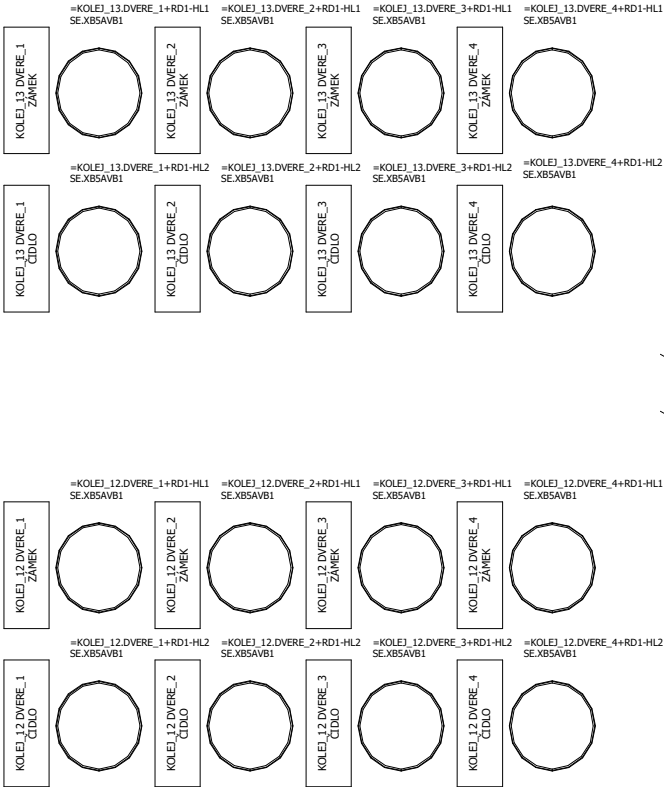 =KOLEJ_13.DVERE_1+RD1-HL1
SE.XB5AVB1
=KOLEJ_13.DVERE_2+RD1-HL1
SE.XB5AVB1
=KOLEJ_13.DVERE_3+RD1-HL1
SE.XB5AVB1
=KOLEJ_13.DVERE_4+RD1-HL1
SE.XB5AVB1
KOLEJ_13 DVERE_1
ZÁMEK
KOLEJ_13 DVERE_2
ZÁMEK
KOLEJ_13 DVERE_3
ZÁMEK
KOLEJ_13 DVERE_4
ZÁMEK
=KOLEJ_13.DVERE_1+RD1-HL2
SE.XB5AVB1
=KOLEJ_13.DVERE_2+RD1-HL2
SE.XB5AVB1
=KOLEJ_13.DVERE_3+RD1-HL2
SE.XB5AVB1
=KOLEJ_13.DVERE_4+RD1-HL2
SE.XB5AVB1
KOLEJ_13 DVERE_1
ČIDLO
KOLEJ_13 DVERE_2
ČIDLO
KOLEJ_13 DVERE_3
ČIDLO
KOLEJ_13 DVERE_4
ČIDLO
=KOLEJ_12.DVERE_1+RD1-HL1
SE.XB5AVB1
=KOLEJ_12.DVERE_2+RD1-HL1
SE.XB5AVB1
=KOLEJ_12.DVERE_3+RD1-HL1
SE.XB5AVB1
=KOLEJ_12.DVERE_4+RD1-HL1
SE.XB5AVB1
KOLEJ_12 DVERE_1
ZÁMEK
KOLEJ_12 DVERE_2
ZÁMEK
KOLEJ_12 DVERE_3
ZÁMEK
KOLEJ_12 DVERE_4
ZÁMEK
=KOLEJ_12.DVERE_1+RD1-HL2
SE.XB5AVB1
=KOLEJ_12.DVERE_2+RD1-HL2
SE.XB5AVB1
=KOLEJ_12.DVERE_3+RD1-HL2
SE.XB5AVB1
=KOLEJ_12.DVERE_4+RD1-HL2
SE.XB5AVB1
KOLEJ_12 DVERE_1
ČIDLO
KOLEJ_12 DVERE_2
ČIDLO
KOLEJ_12 DVERE_3
ČIDLO
KOLEJ_12 DVERE_4
ČIDLO